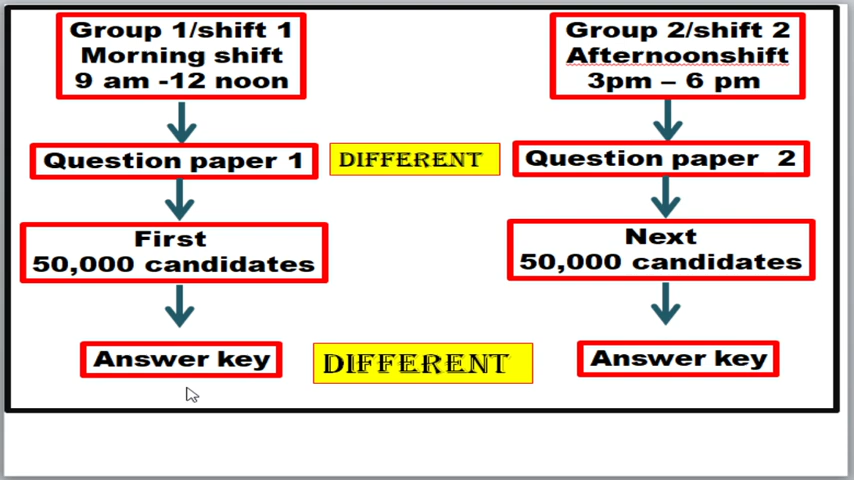 Group 1/shift 1
Morning shift
9 am -12 noon
Group 2/shift 2
Afternoonshift
3pm – 6 pm
Question paper 1
DIFFERENT
Question paper 2
First
50,000 candidates
Next
50,000 candidates
Answer key
DIFFERENT
Answer key